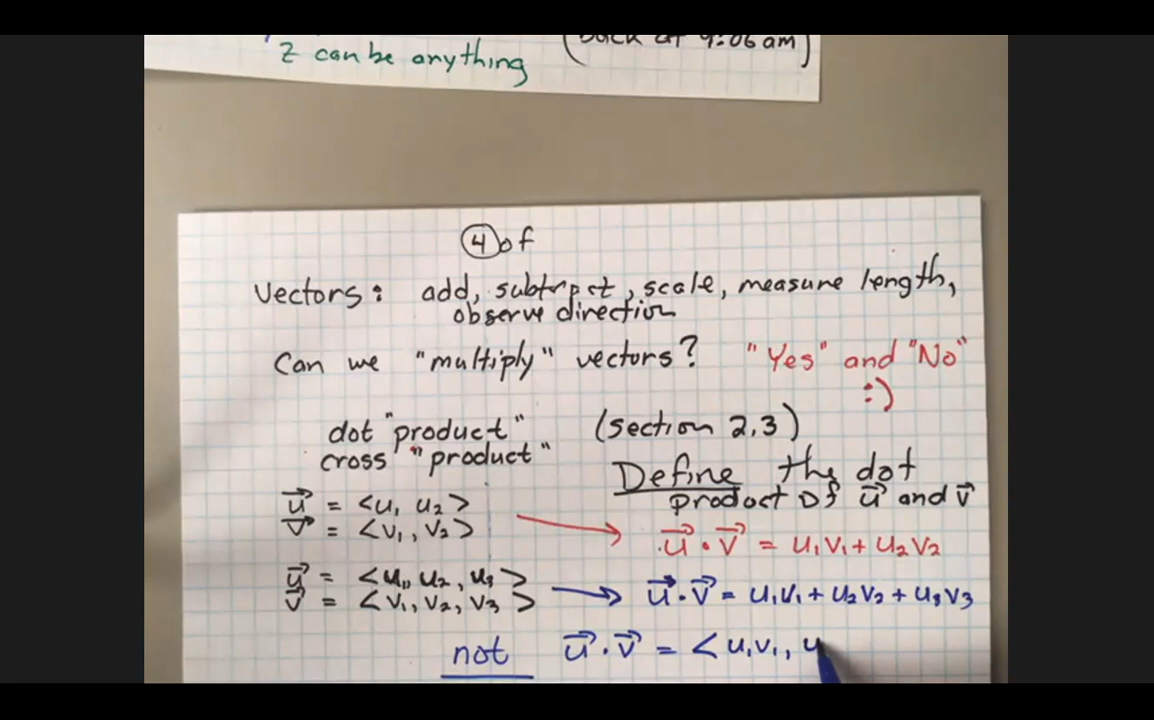 z can be anything (back at 9:06 am)
④ of
Vectors: add, subtract, scale, measure length,
observe direction
Can we "multiply" vectors? "Yes" and "No"
:)
dot "product" (section 2.3)
cross "product"
Define the dot
product of u⃗ and v⃗
u⃗ = <u₁ u₂>
v⃗ = <v₁, v₂>
u⃗ · v⃗ = u₁v₁ + u₂v₂
u⃗ = <u₁, u₂, u₃>
v⃗ = <v₁, v₂, v₃>
u⃗ · v⃗ = u₁v₁ + u₂v₂ + u₃v₃
not u⃗ · v⃗ = <u₁v₁, u